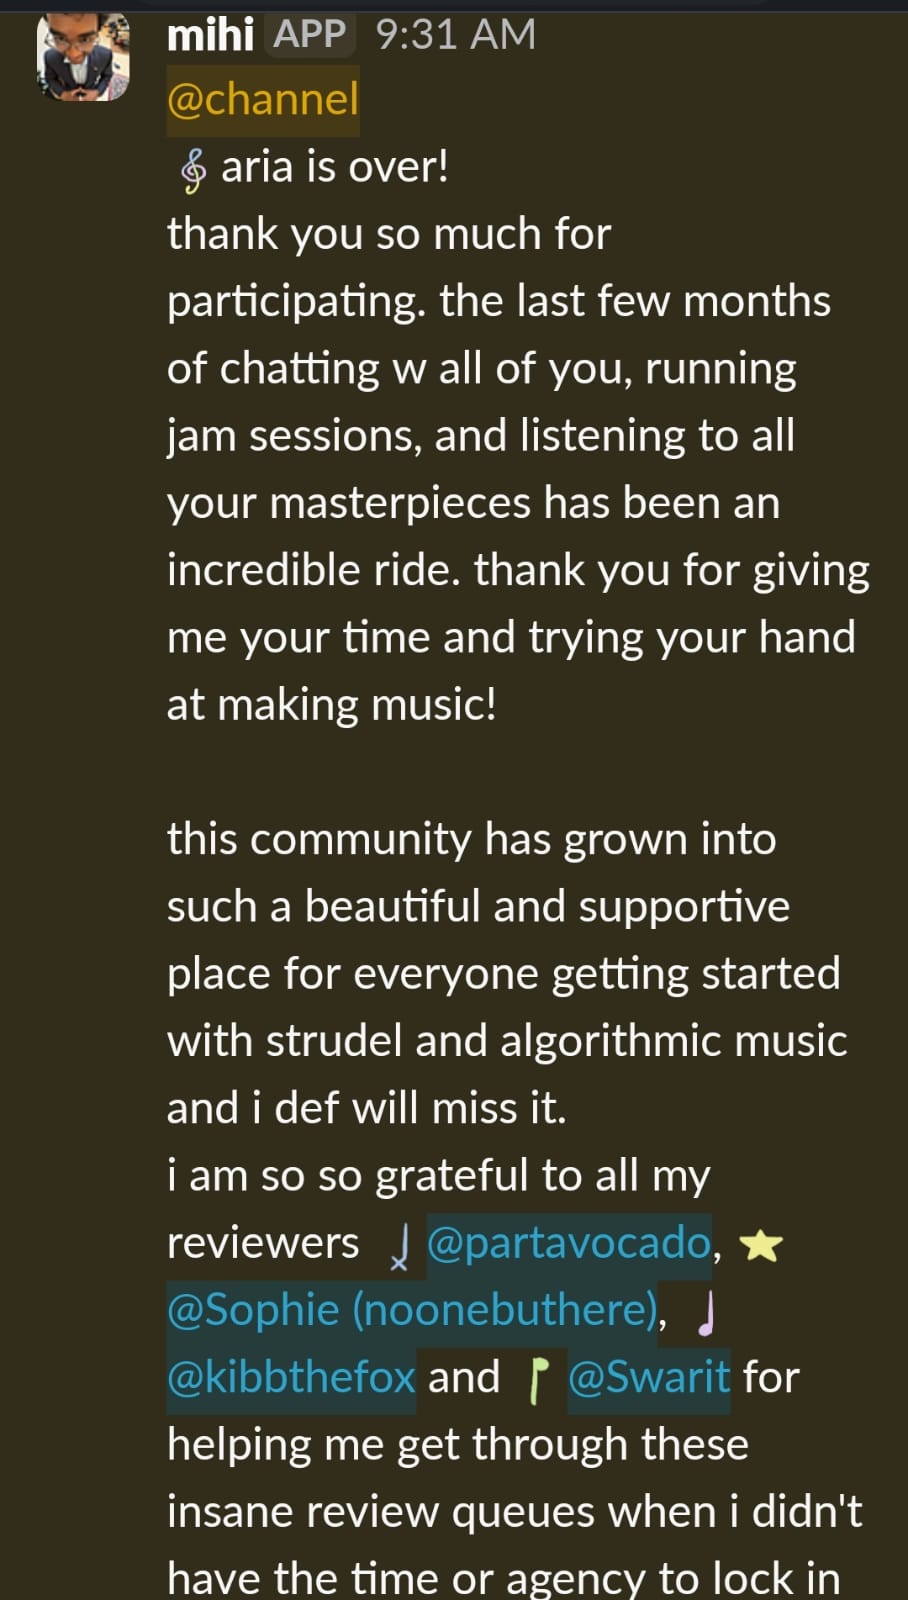 mihi APP 9:31 AM
@channel
aria is over!
thank you so much for
participating. the last few months
of chatting w all of you, running
jam sessions, and listening to all
your masterpieces has been an
incredible ride. thank you for giving
me your time and trying your hand
at making music!
this community has grown into
such a beautiful and supportive
place for everyone getting started
with strudel and algorithmic music
and i def will miss it.
i am so so grateful to all my
reviewers @partavocado,
@Sophie (noonebuthere),
@kibbthefox and @Swarit for
helping me get through these
insane review queues when i didn't
have the time or agency to lock in